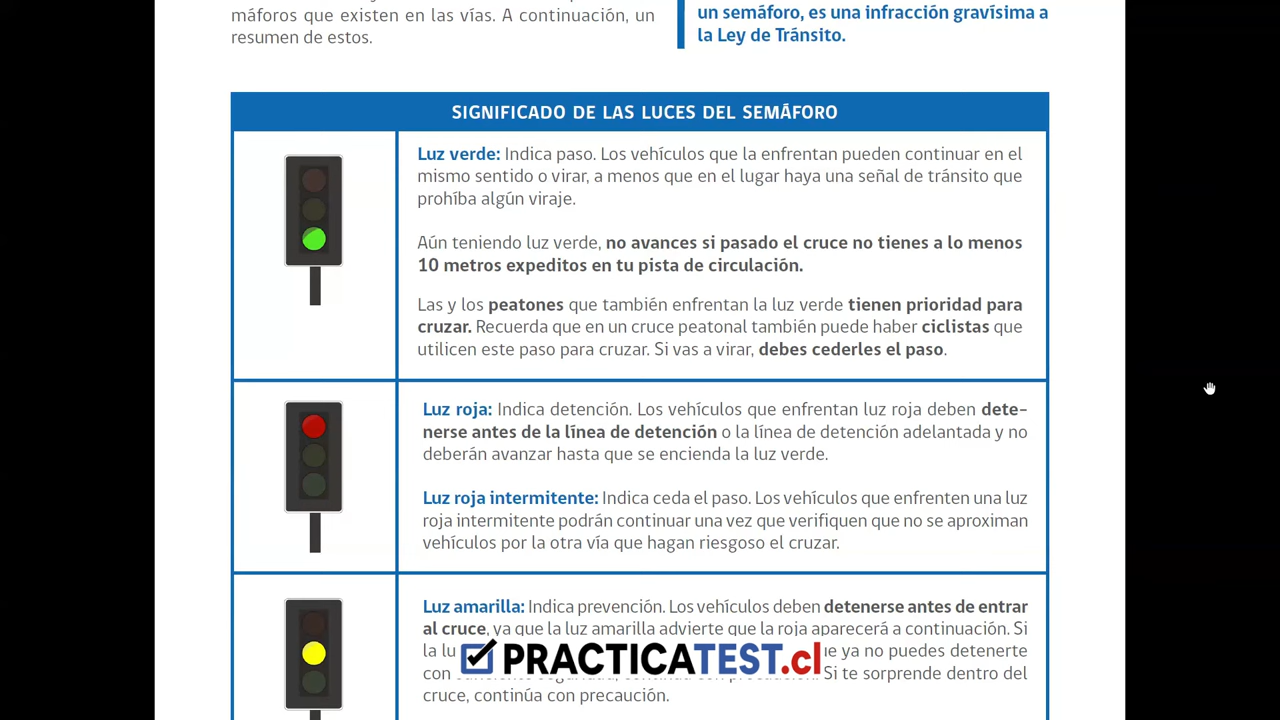 máforos que existen en las vías. A continuación, un
resumen de estos.
un semáforo, es una infracción gravísima a
la Ley de Tránsito.
SIGNIFICADO DE LAS LUCES DEL SEMÁFORO
Luz verde: Indica paso. Los vehículos que la enfrentan pueden continuar en el
mismo sentido o virar, a menos que en el lugar haya una señal de tránsito que
prohíba algún viraje.
Aún teniendo luz verde, no avances si pasado el cruce no tienes a lo menos
10 metros expeditos en tu pista de circulación.
Las y los peatones que también enfrentan la luz verde tienen prioridad para
cruzar. Recuerda que en un cruce peatonal también puede haber ciclistas que
utilicen este paso para cruzar. Si vas a virar, debes cederles el paso.
Luz roja: Indica detención. Los vehículos que enfrentan luz roja deben dete-
nerse antes de la línea de detención o la línea de detención adelantada y no
deberán avanzar hasta que se encienda la luz verde.
Luz roja intermitente: Indica ceda el paso. Los vehículos que enfrenten una luz
roja intermitente podrán continuar una vez que verifiquen que no se aproximan
vehículos por la otra vía que hagan riesgoso el cruzar.
Luz amarilla: Indica prevención. Los vehículos deben detenerse antes de entrar
al cruce, ya que la luz amarilla advierte que la roja aparecerá a continuación. Si
la ya no puedes detenerte
con Si te sorprende dentro del
cruce, continúa con precaución.
PRACTICATEST.cl